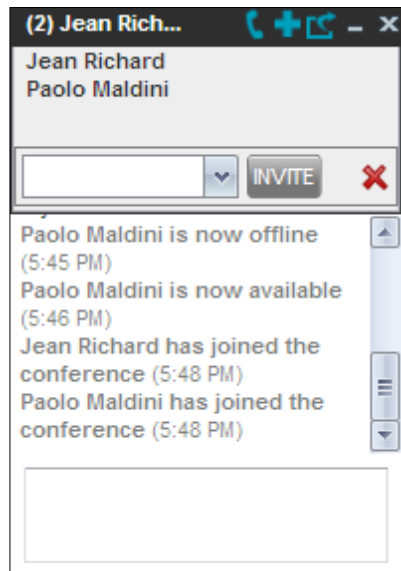 (2) Jean Rich...
Jean Richard
Paolo Maldini
INVITE
Paolo Maldini is now offline
(5:45 PM)
Paolo Maldini is now available
(5:46 PM)
Jean Richard has joined the
conference (5:48 PM)
Paolo Maldini has joined the
conference (5:48 PM)